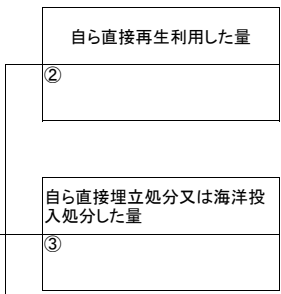 自ら直接再生利用した量
②
自ら直接埋立処分又は海洋投
入処分した量
③